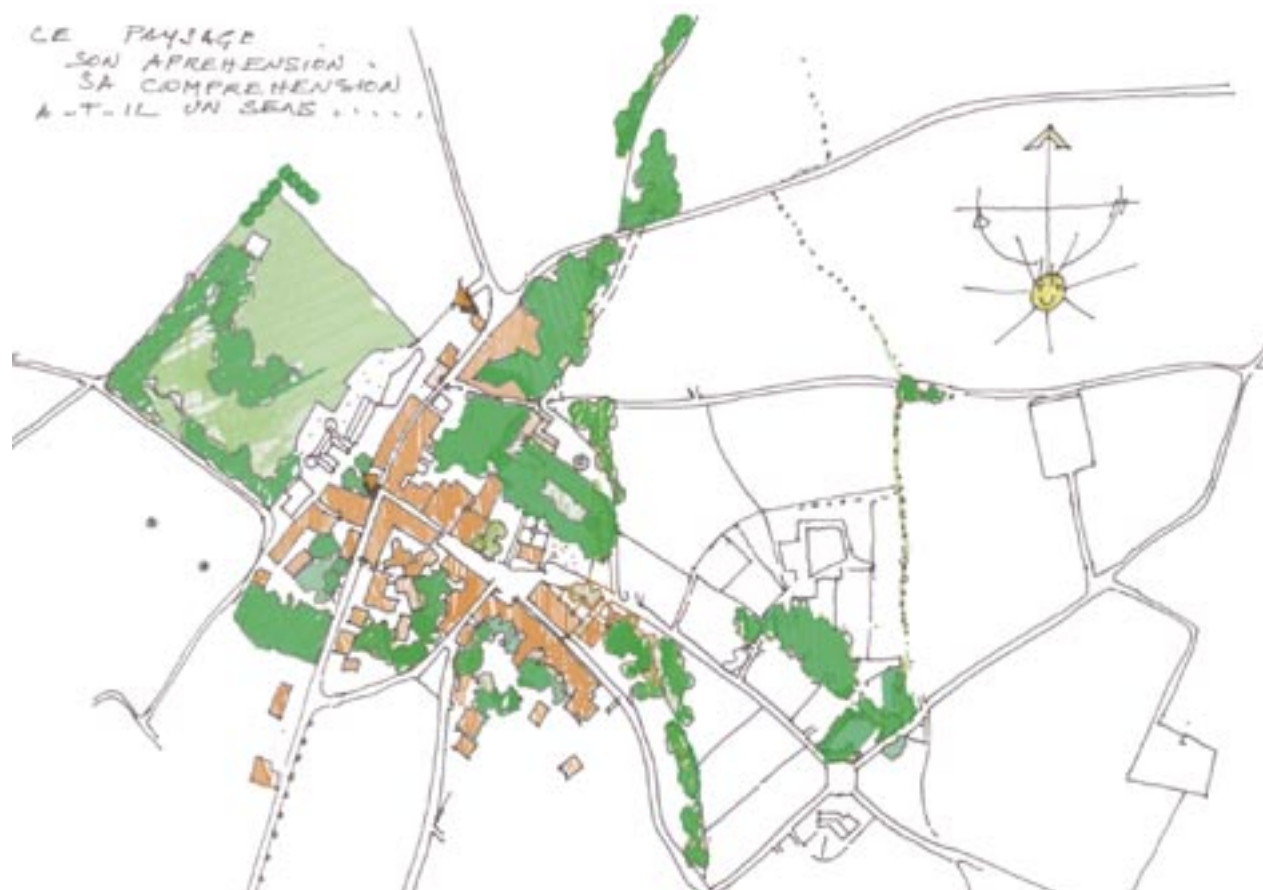 CE PAYSAGE
SON APREHENSION
SA COMPREHENSION
A-T-IL UN SENS .....